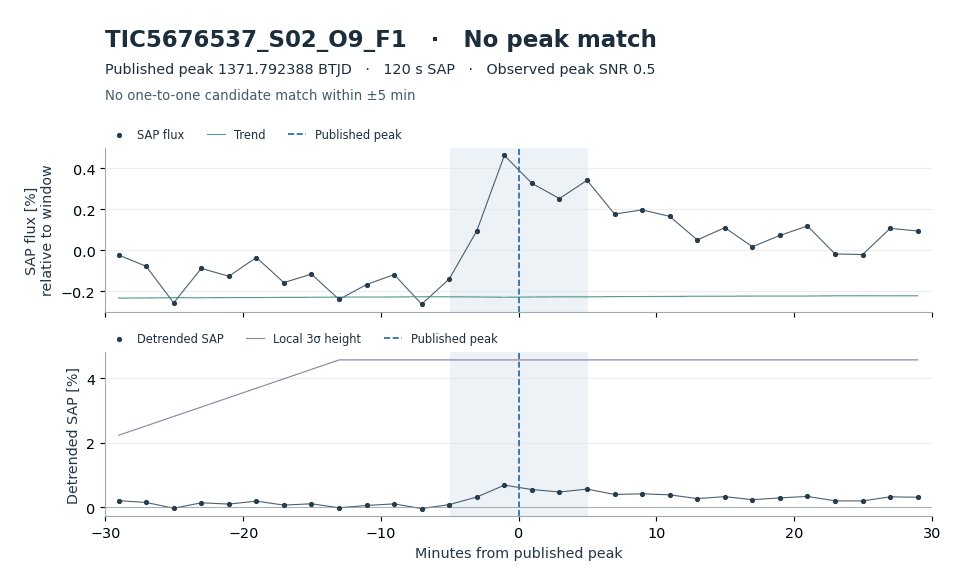 TIC5676537_S02_O9_F1 · No peak match
Published peak 1371.792388 BTJD · 120 s SAP · Observed peak SNR 0.5
No one-to-one candidate match within ±5 min
SAP flux Trend Published peak
SAP flux [%]
relative to window
0.4
0.2
0.0
−0.2
Detrended SAP Local 3σ height Published peak
Detrended SAP [%]
4
2
0
−30 −20 −10 0 10 20 30
Minutes from published peak